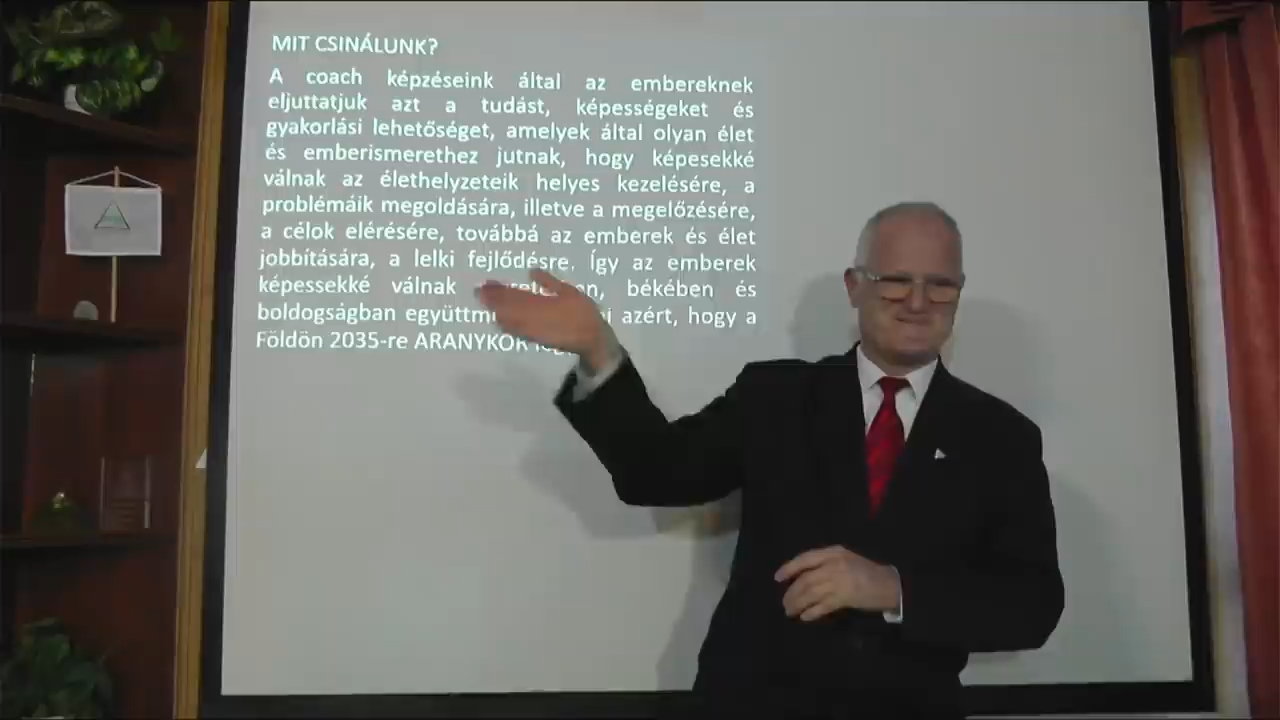 MIT CSINÁLUNK?
A coach képzéseink által az embereknek
eljuttatjuk azt a tudást, képességeket és
gyakorlási lehetőséget, amelyek által olyan élet
és emberismerethez jutnak, hogy képesekké
válnak az élethelyzeteik helyes kezelésére, a
problémáik megoldására, illetve a megelőzésére,
a célok elérésére, továbbá az emberek és élet
jobbítására, a lelki fejlődésre. Így az emberek
képessekké válnak békében és
boldogságban azért, hogy a
Földön 2035-re ARANYKOR